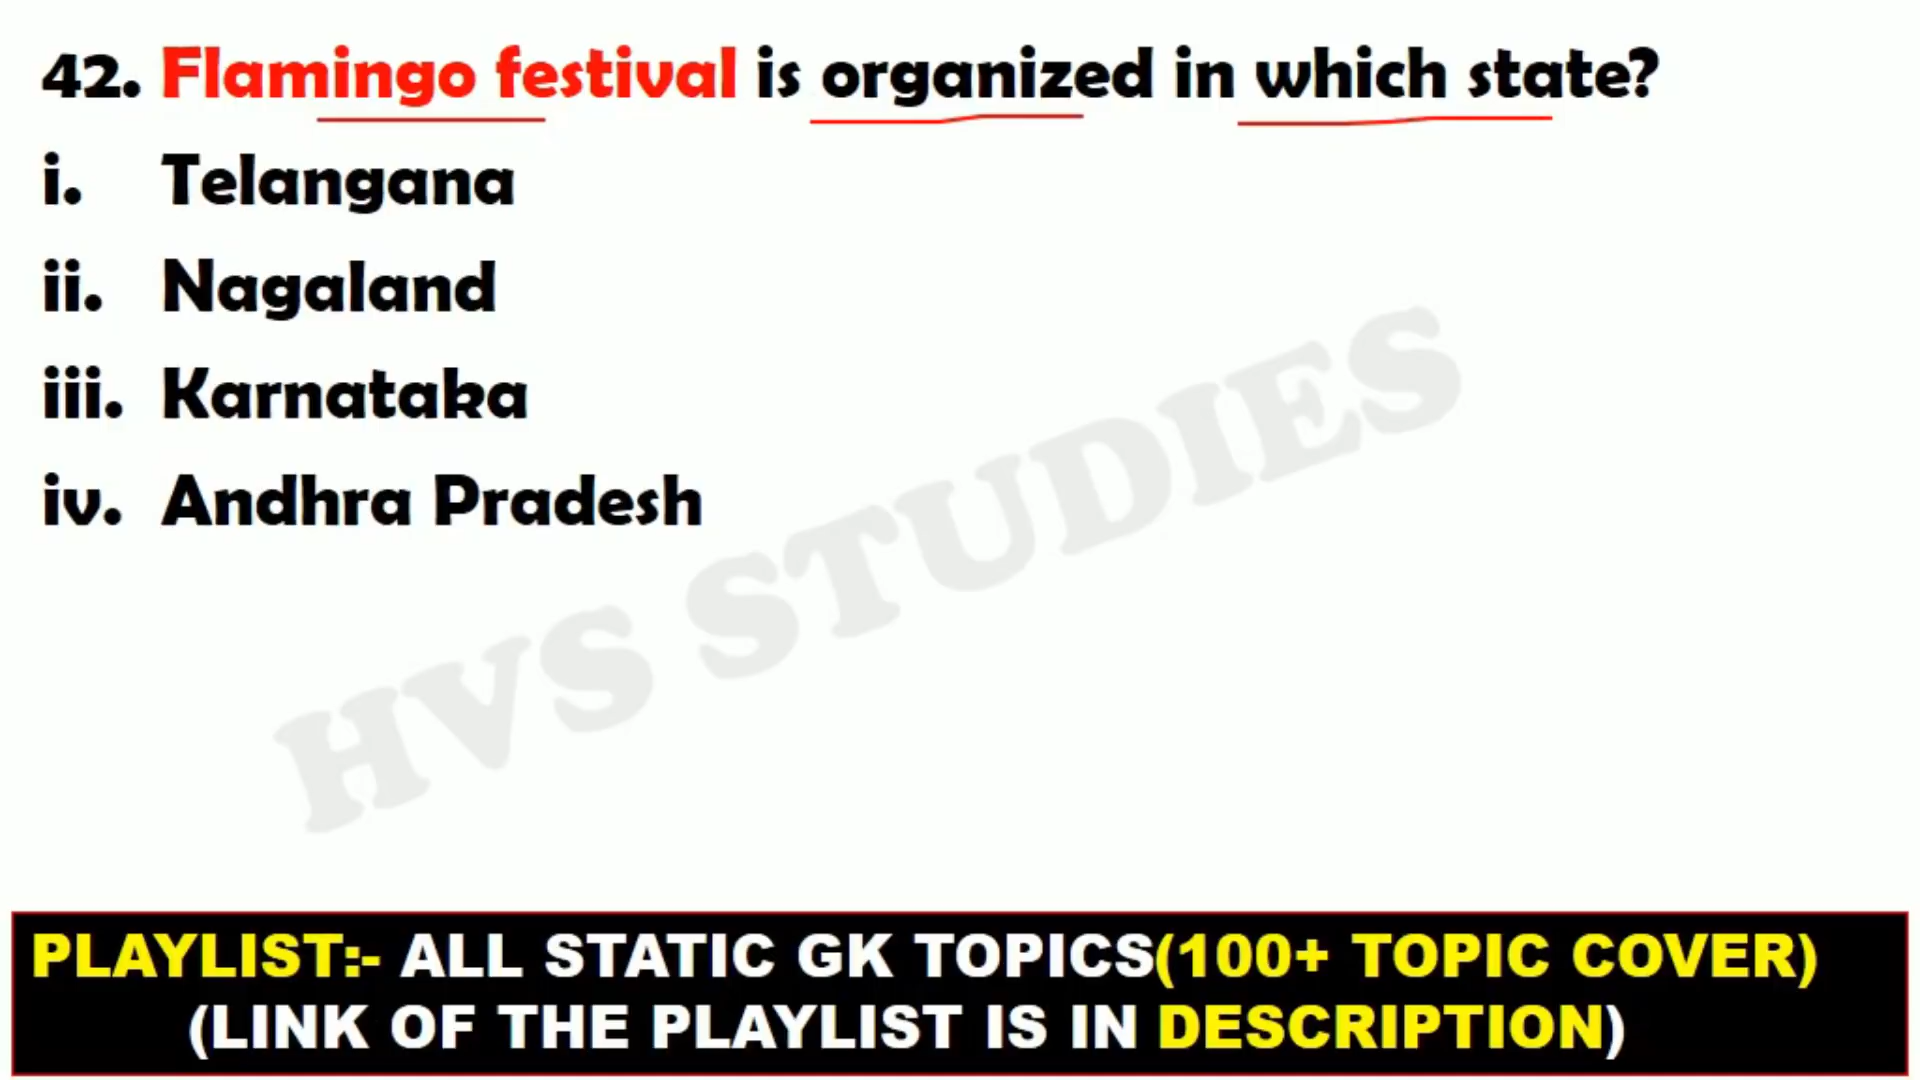 42. Flamingo festival is organized in which state?
i. Telangana
ii. Nagaland
iii. Karnataka
iv. Andhra Pradesh
HVS STUDIES
PLAYLIST:- ALL STATIC GK TOPICS(100+ TOPIC COVER)
(LINK OF THE PLAYLIST IS IN DESCRIPTION)